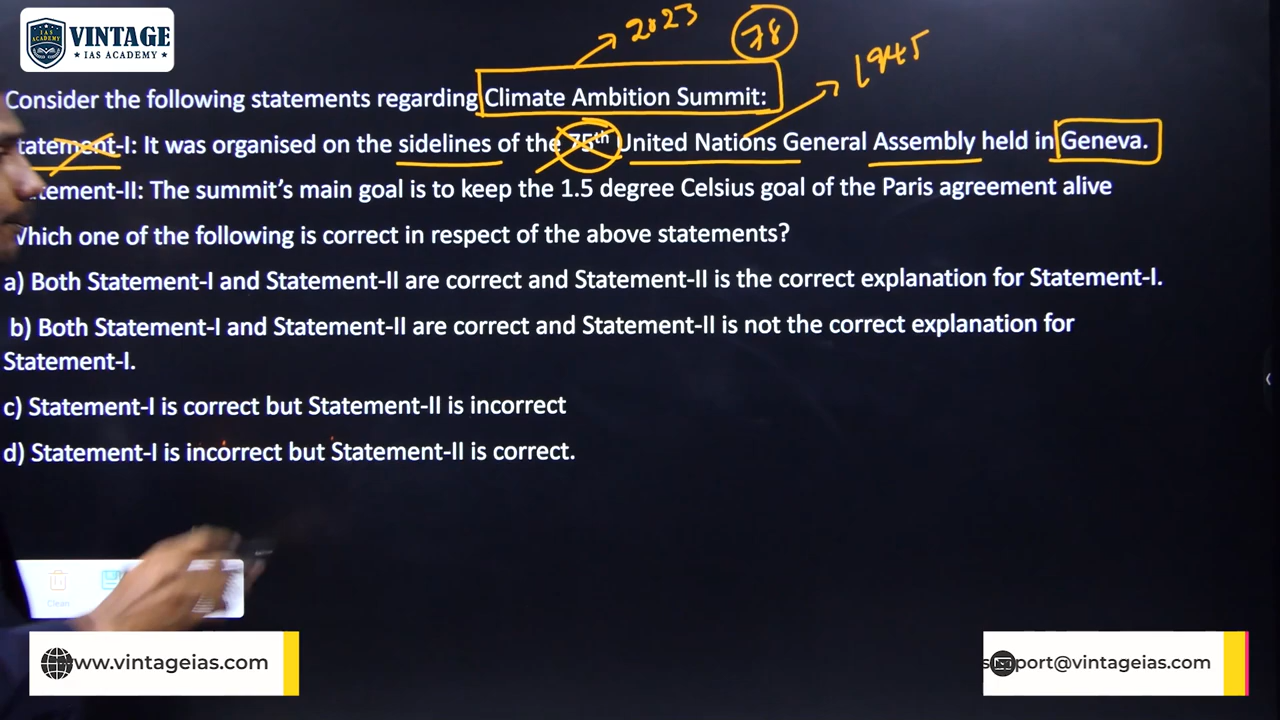 IAS
ACADEMY
VINTAGE
IAS ACADEMY
2023
78
1945
Consider the following statements regarding Climate Ambition Summit:
tatement-I: It was organised on the sidelines of the 75th United Nations General Assembly held in Geneva.
tement-II: The summit's main goal is to keep the 1.5 degree Celsius goal of the Paris agreement alive
Which one of the following is correct in respect of the above statements?
a) Both Statement-I and Statement-II are correct and Statement-II is the correct explanation for Statement-I.
b) Both Statement-I and Statement-II are correct and Statement-II is not the correct explanation for
Statement-I.
c) Statement-I is correct but Statement-II is incorrect
d) Statement-I is incorrect but Statement-II is correct.
Clean
www.vintageias.com
port@vintageias.com